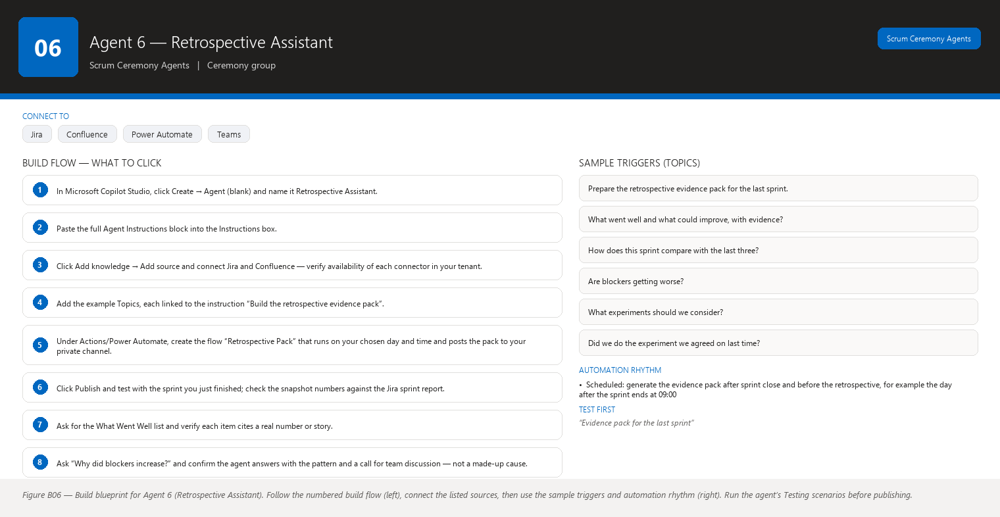 06
Agent 6 — Retrospective Assistant
Scrum Ceremony Agents | Ceremony group
Scrum Ceremony Agents
CONNECT TO
Jira
Confluence
Power Automate
Teams
BUILD FLOW — WHAT TO CLICK
1
In Microsoft Copilot Studio, click Create → Agent (blank) and name it Retrospective Assistant.
2
Paste the full Agent Instructions block into the Instructions box.
3
Click Add knowledge → Add source and connect Jira and Confluence — verify availability of each connector in your tenant.
4
Add the example Topics, each linked to the instruction “Build the retrospective evidence pack”.
5
Under Actions/Power Automate, create the flow “Retrospective Pack” that runs on your chosen day and time and posts the pack to your
private channel.
6
Click Publish and test with the sprint you just finished; check the snapshot numbers against the Jira sprint report.
7
Ask for the What Went Well list and verify each item cites a real number or story.
8
Ask “Why did blockers increase?” and confirm the agent answers with the pattern and a call for team discussion — not a made-up cause.
SAMPLE TRIGGERS (TOPICS)
Prepare the retrospective evidence pack for the last sprint.
What went well and what could improve, with evidence?
How does this sprint compare with the last three?
Are blockers getting worse?
What experiments should we consider?
Did we do the experiment we agreed on last time?
AUTOMATION RHYTHM
• Scheduled: generate the evidence pack after sprint close and before the retrospective, for example the day
after the sprint ends at 09:00
TEST FIRST
“Evidence pack for the last sprint”
Figure B06 — Build blueprint for Agent 6 (Retrospective Assistant). Follow the numbered build flow (left), connect the listed sources, then use the sample triggers and automation rhythm (right). Run the agent’s Testing scenarios before publishing.